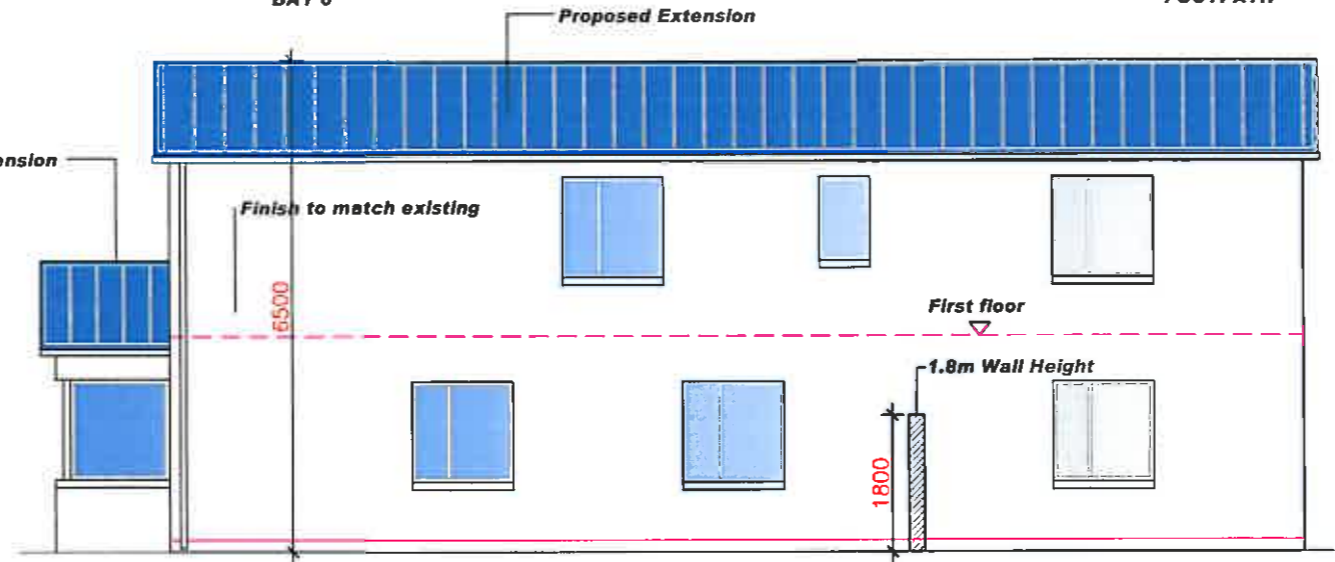 Proposed Extension
Finish to match existing
6500
First floor
1.8m Wall Height
1800